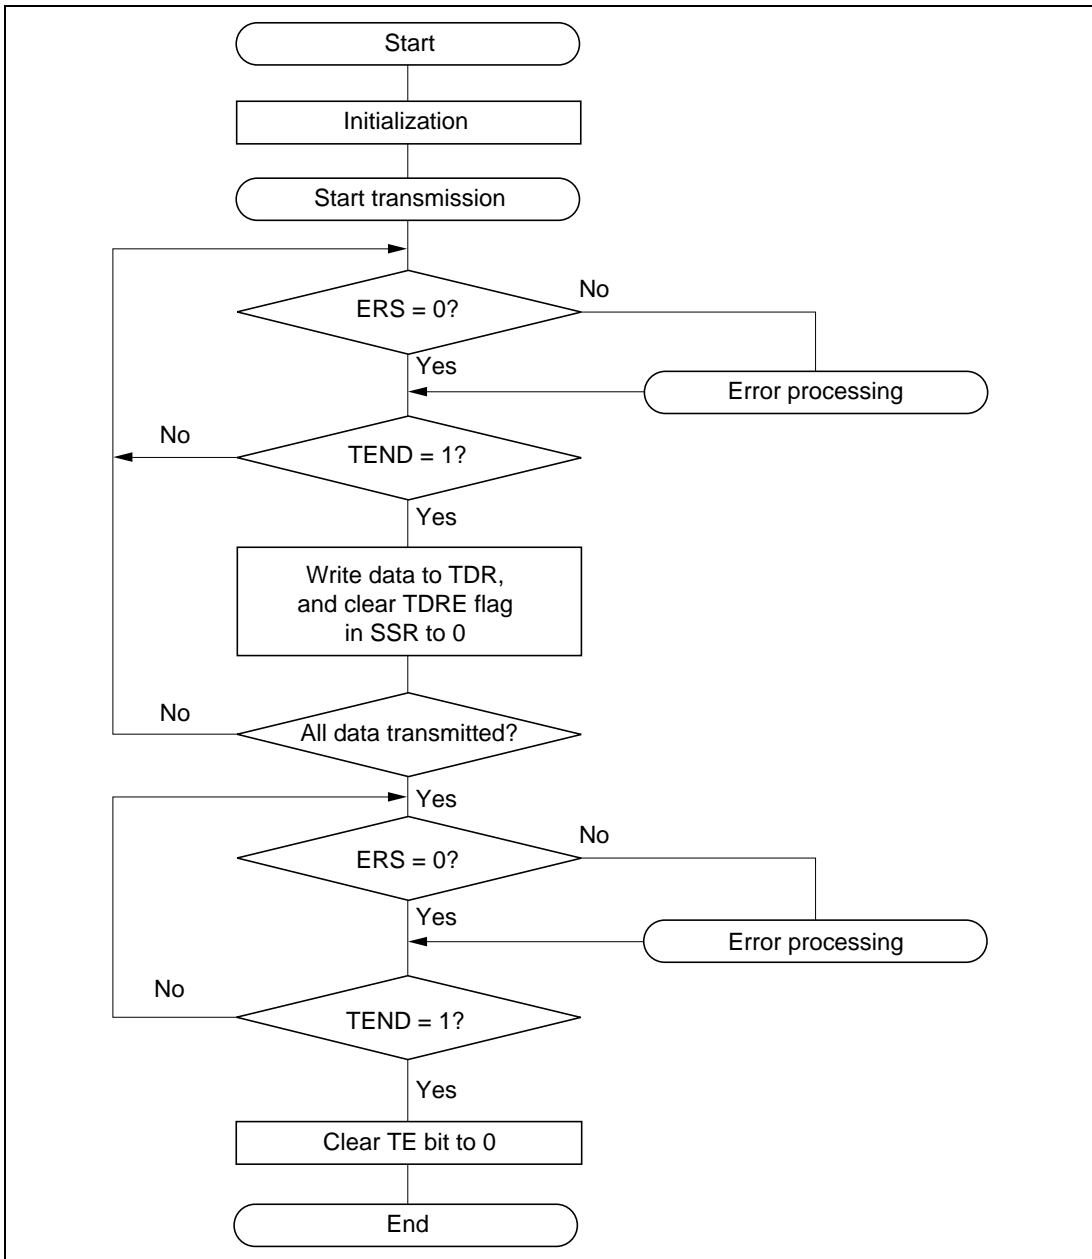 Start
Initialization
Start transmission
ERS = 0?
No
Yes
Error processing
No
TEND = 1?
Yes
Write data to TDR,
and clear TDRE flag
in SSR to 0
No
All data transmitted?
Yes
ERS = 0?
No
Yes
Error processing
No
TEND = 1?
Yes
Clear TE bit to 0
End